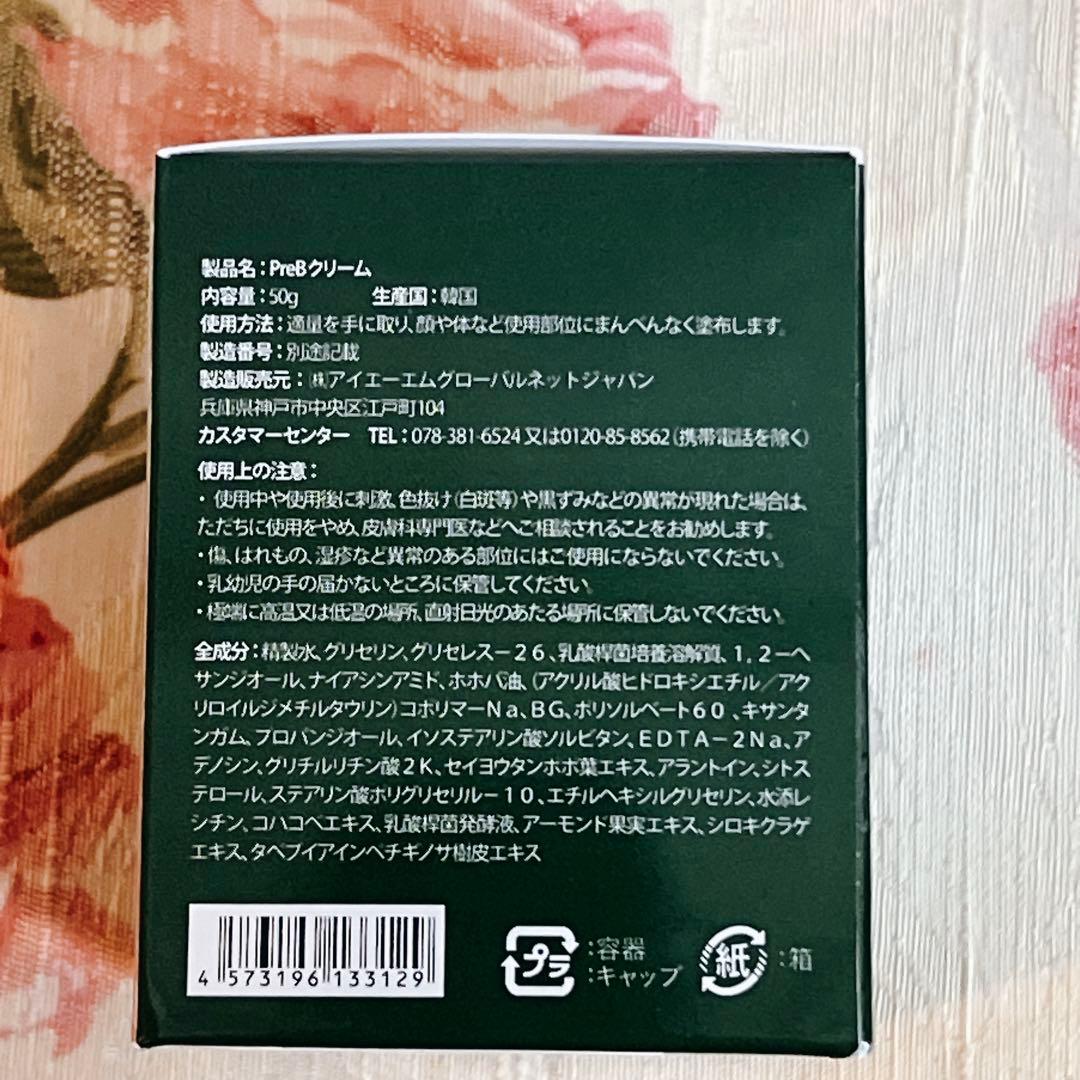 製品名：PreBクリーム
内容量：50g 生産国：韓国
使用方法：適量を手に取り、顔や体など使用部位にまんべんなく塗布します。
製造番号：別途記載
製造販売元：㈱アイエーエムグローバルネットジャパン
兵庫県神戸市中央区江戸町104
カスタマーセンター TEL：078-381-6524又は0120-85-8562（携帯電話を除く）
使用上の注意：
・使用中や使用後に刺激、色抜け（白斑等）や黒ずみなどの異常が現れた場合は、
ただちに使用をやめ、皮膚科専門医などへご相談されることをお勧めします。
・傷、はれもの、湿疹など異常のある部位にはご使用にならないでください。
・乳幼児の手の届かないところに保管してください。
・極端に高温又は低温の場所、直射日光のあたる場所に保管しないでください。
全成分：精製水、グリセリン、グリセレス－２６、乳酸桿菌培養溶解質、１，２－ヘ
サンジオール、ナイアシンアミド、ホホバ油、（アクリル酸ヒドロキシエチル／アク
リロイルジメチルタウリン）コポリマーＮａ、ＢＧ、ポリソルベート６０、キサンタ
ンガム、プロパンジオール、イソステアリン酸ソルビタン、ＥＤＴＡ－２Ｎａ、ア
デノシン、グリチルリチン酸２Ｋ、セイヨウタンポポ葉エキス、アラントイン、シトス
テロール、ステアリン酸ポリグリセリル－１０、エチルヘキシルグリセリン、水添レ
シチン、コハコベエキス、乳酸桿菌発酵液、アーモンド果実エキス、シロキクラゲ
エキス、タベブイアインペチギノサ樹皮エキス
4 573196 133129
プラ：容器
：キャップ
紙：箱